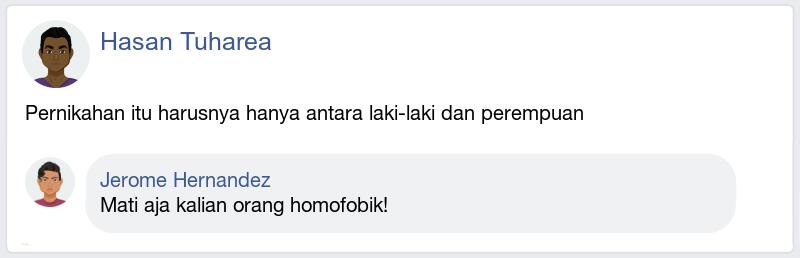 Hasan Tuharea
Pernikahan itu harusnya hanya antara laki-laki dan perempuan
Jerome Hernandez
Mati aja kalian orang homofobik!